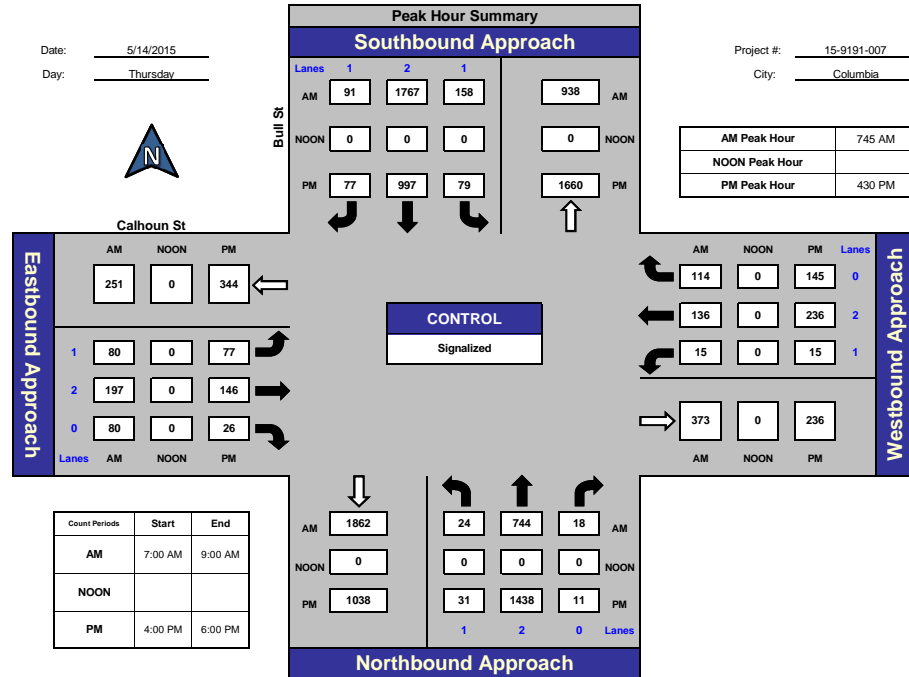 Peak Hour Summary
Southbound Approach
Date: 5/14/2015
Day: Thursday
Project #: 15-9191-007
City: Columbia
N
Bull St
Lanes 1 2 1
AM 91 1767 158 938 AM
NOON 0 0 0 0 NOON
PM 77 997 79 1660 PM
AM Peak Hour 745 AM
NOON Peak Hour
PM Peak Hour 430 PM
Calhoun St
Eastbound Approach
AM NOON PM
251 0 344
1 80 0 77
2 197 0 146
0 80 0 26
Lanes AM NOON PM
CONTROL
Signalized
AM NOON PM Lanes
114 0 145 0
136 0 236 2
15 0 15 1
373 0 236
AM NOON PM
Westbound Approach
Count Periods Start End
AM 7:00 AM 9:00 AM
NOON
PM 4:00 PM 6:00 PM
AM 1862 24 744 18 AM
NOON 0 0 0 0 NOON
PM 1038 31 1438 11 PM
1 2 0 Lanes
Northbound Approach